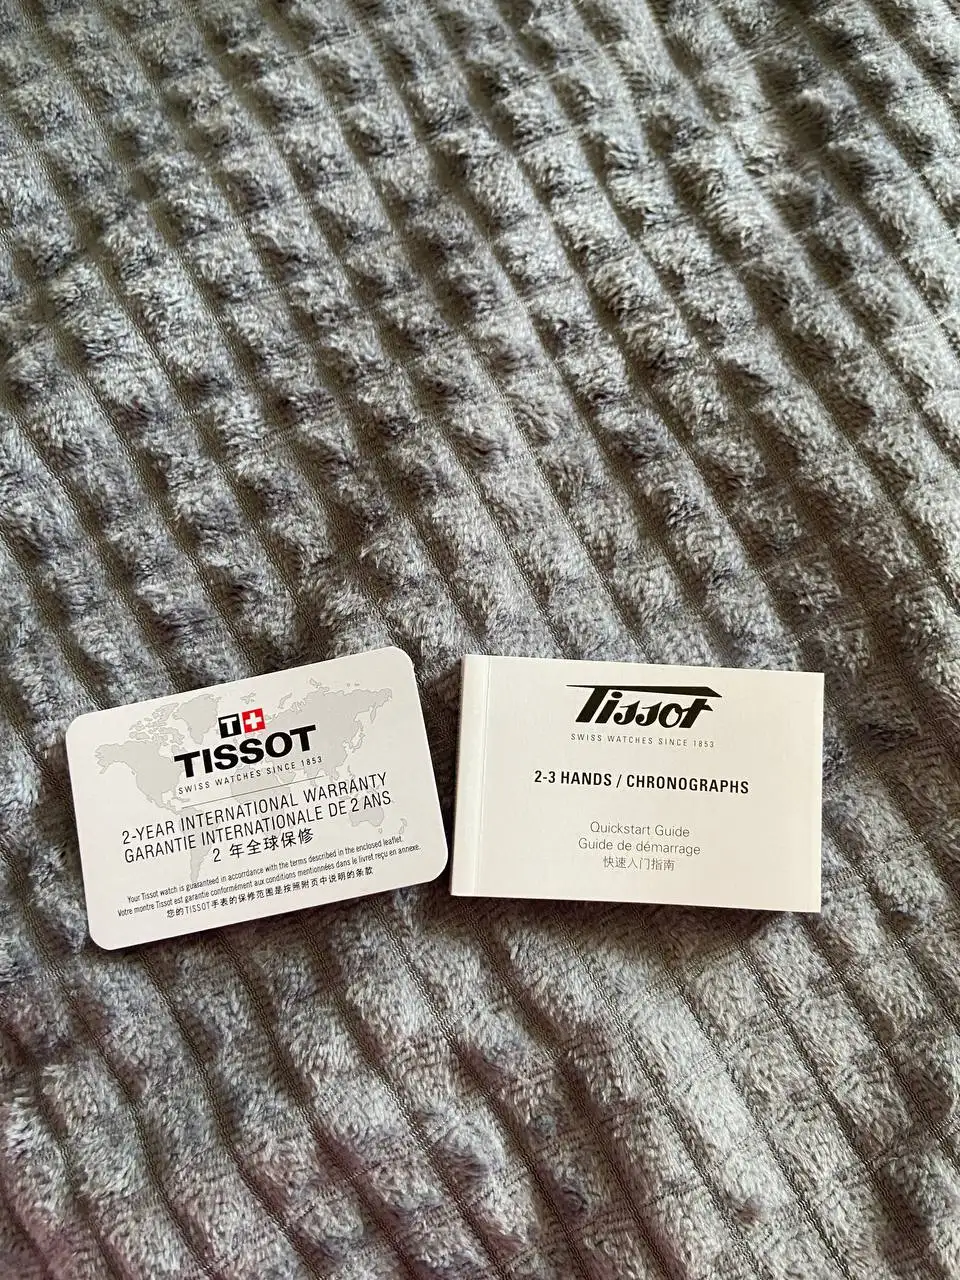 T+
TISSOT
SWISS WATCHES SINCE 1853
2-YEAR INTERNATIONAL WARRANTY
GARANTIE INTERNATIONALE DE 2 ANS
2 年全球保修
Your Tissot watch is guaranteed in accordance with the terms described in the enclosed leaflet.
Votre montre Tissot est garantie conformément aux conditions mentionnées dans le livret reçu en annexe.
您的TISSOT手表的保修范围是按照附页中说明的条款
Tissot
SWISS WATCHES SINCE 1853
2-3 HANDS / CHRONOGRAPHS
Quickstart Guide
Guide de démarrage
快速入门指南